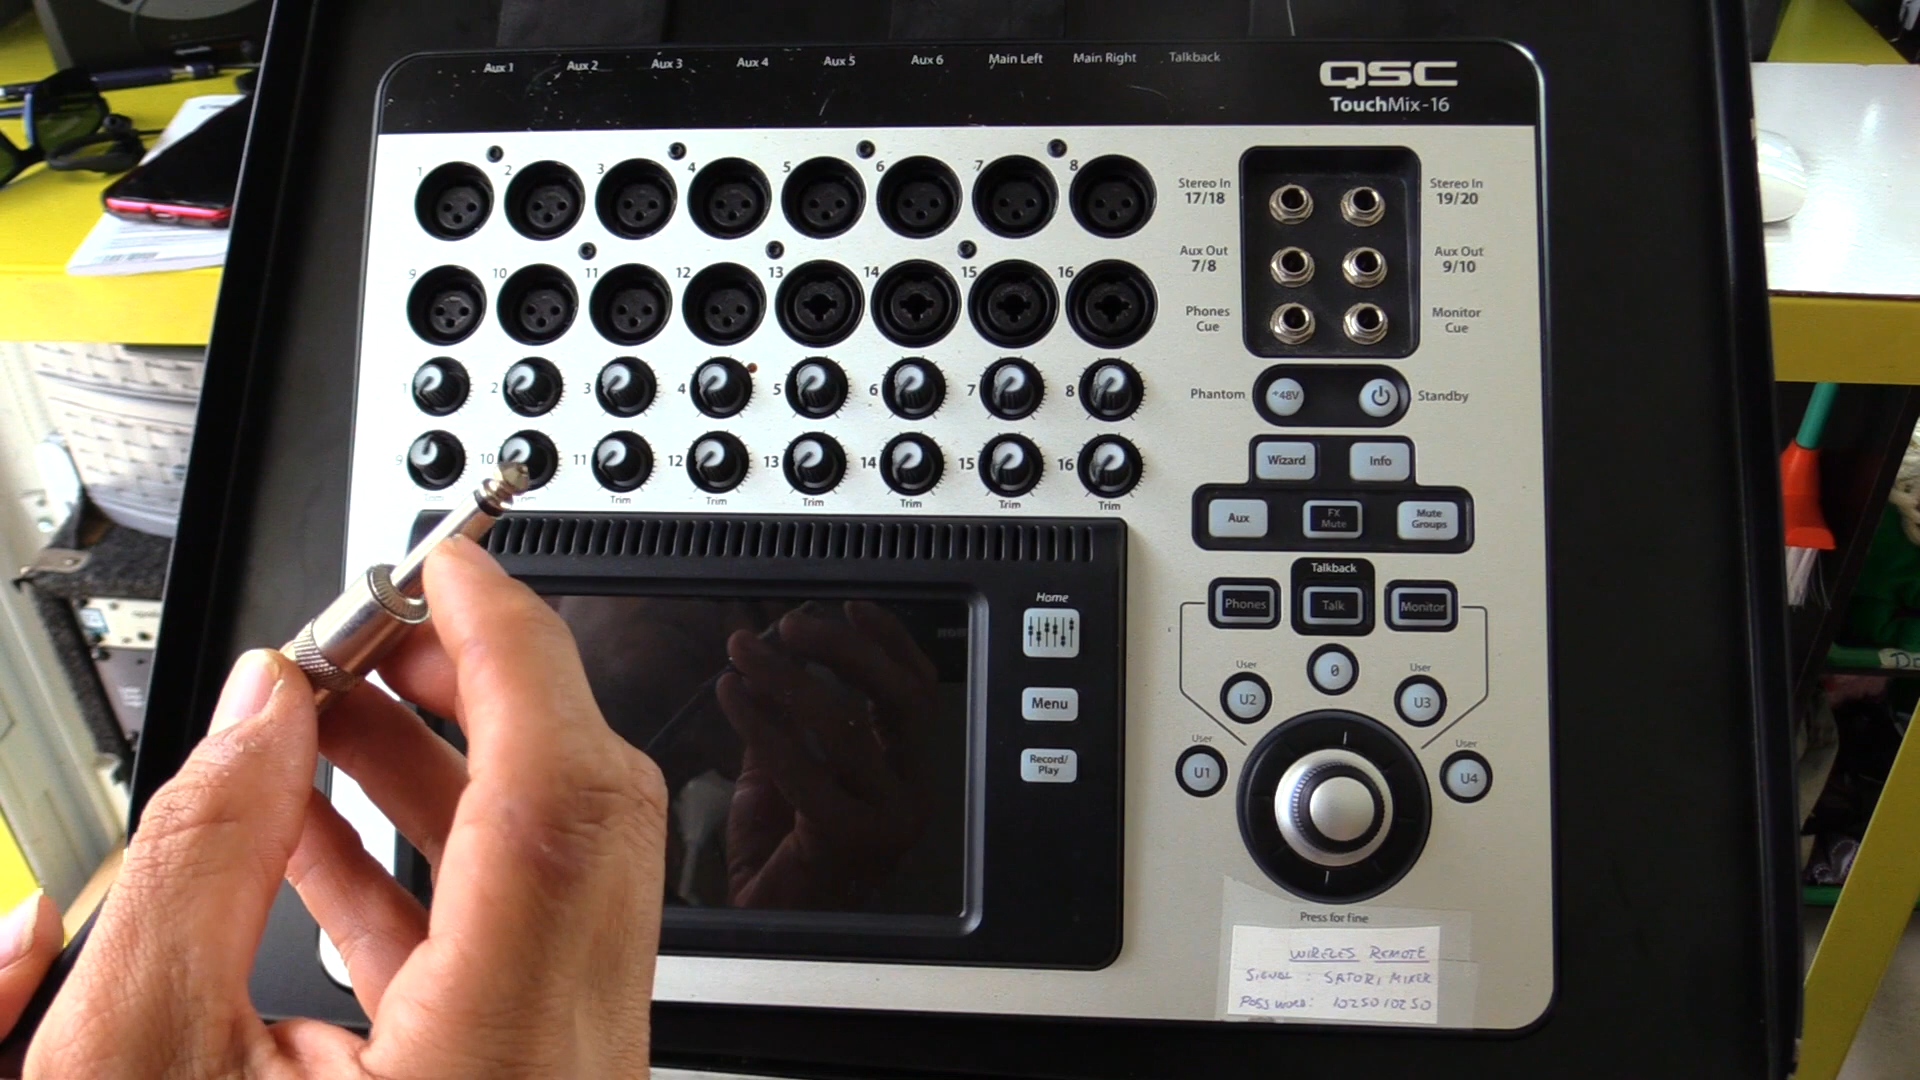 Aux 1 Aux 2 Aux 3 Aux 4 Aux 5 Aux 6 Main Left Main Right Talkback
QSC
TouchMix-16
1 2 3 4 5 6 7 8
Stereo In
17/18
Stereo In
19/20
9 10 11 12 13 14 15 16
Aux Out
7/8
Aux Out
9/10
Phones
Cue
Monitor
Cue
1 2 3 4 5 6 7 8
Phantom +48V Standby
9 10 11 12 13 14 15 16
Trim Trim Trim Trim Trim Trim Trim
Wizard Info
Aux
FX
Mute
Mute
Groups
Talkback
Phones Talk Monitor
Home
Menu
Record/
Play
0
User
U2
User
U3
User
U1
User
U4
Press for fine
WIRELES REMOTE
SIGNAL : SATORI MIXER
PASSWORD: 1025010250